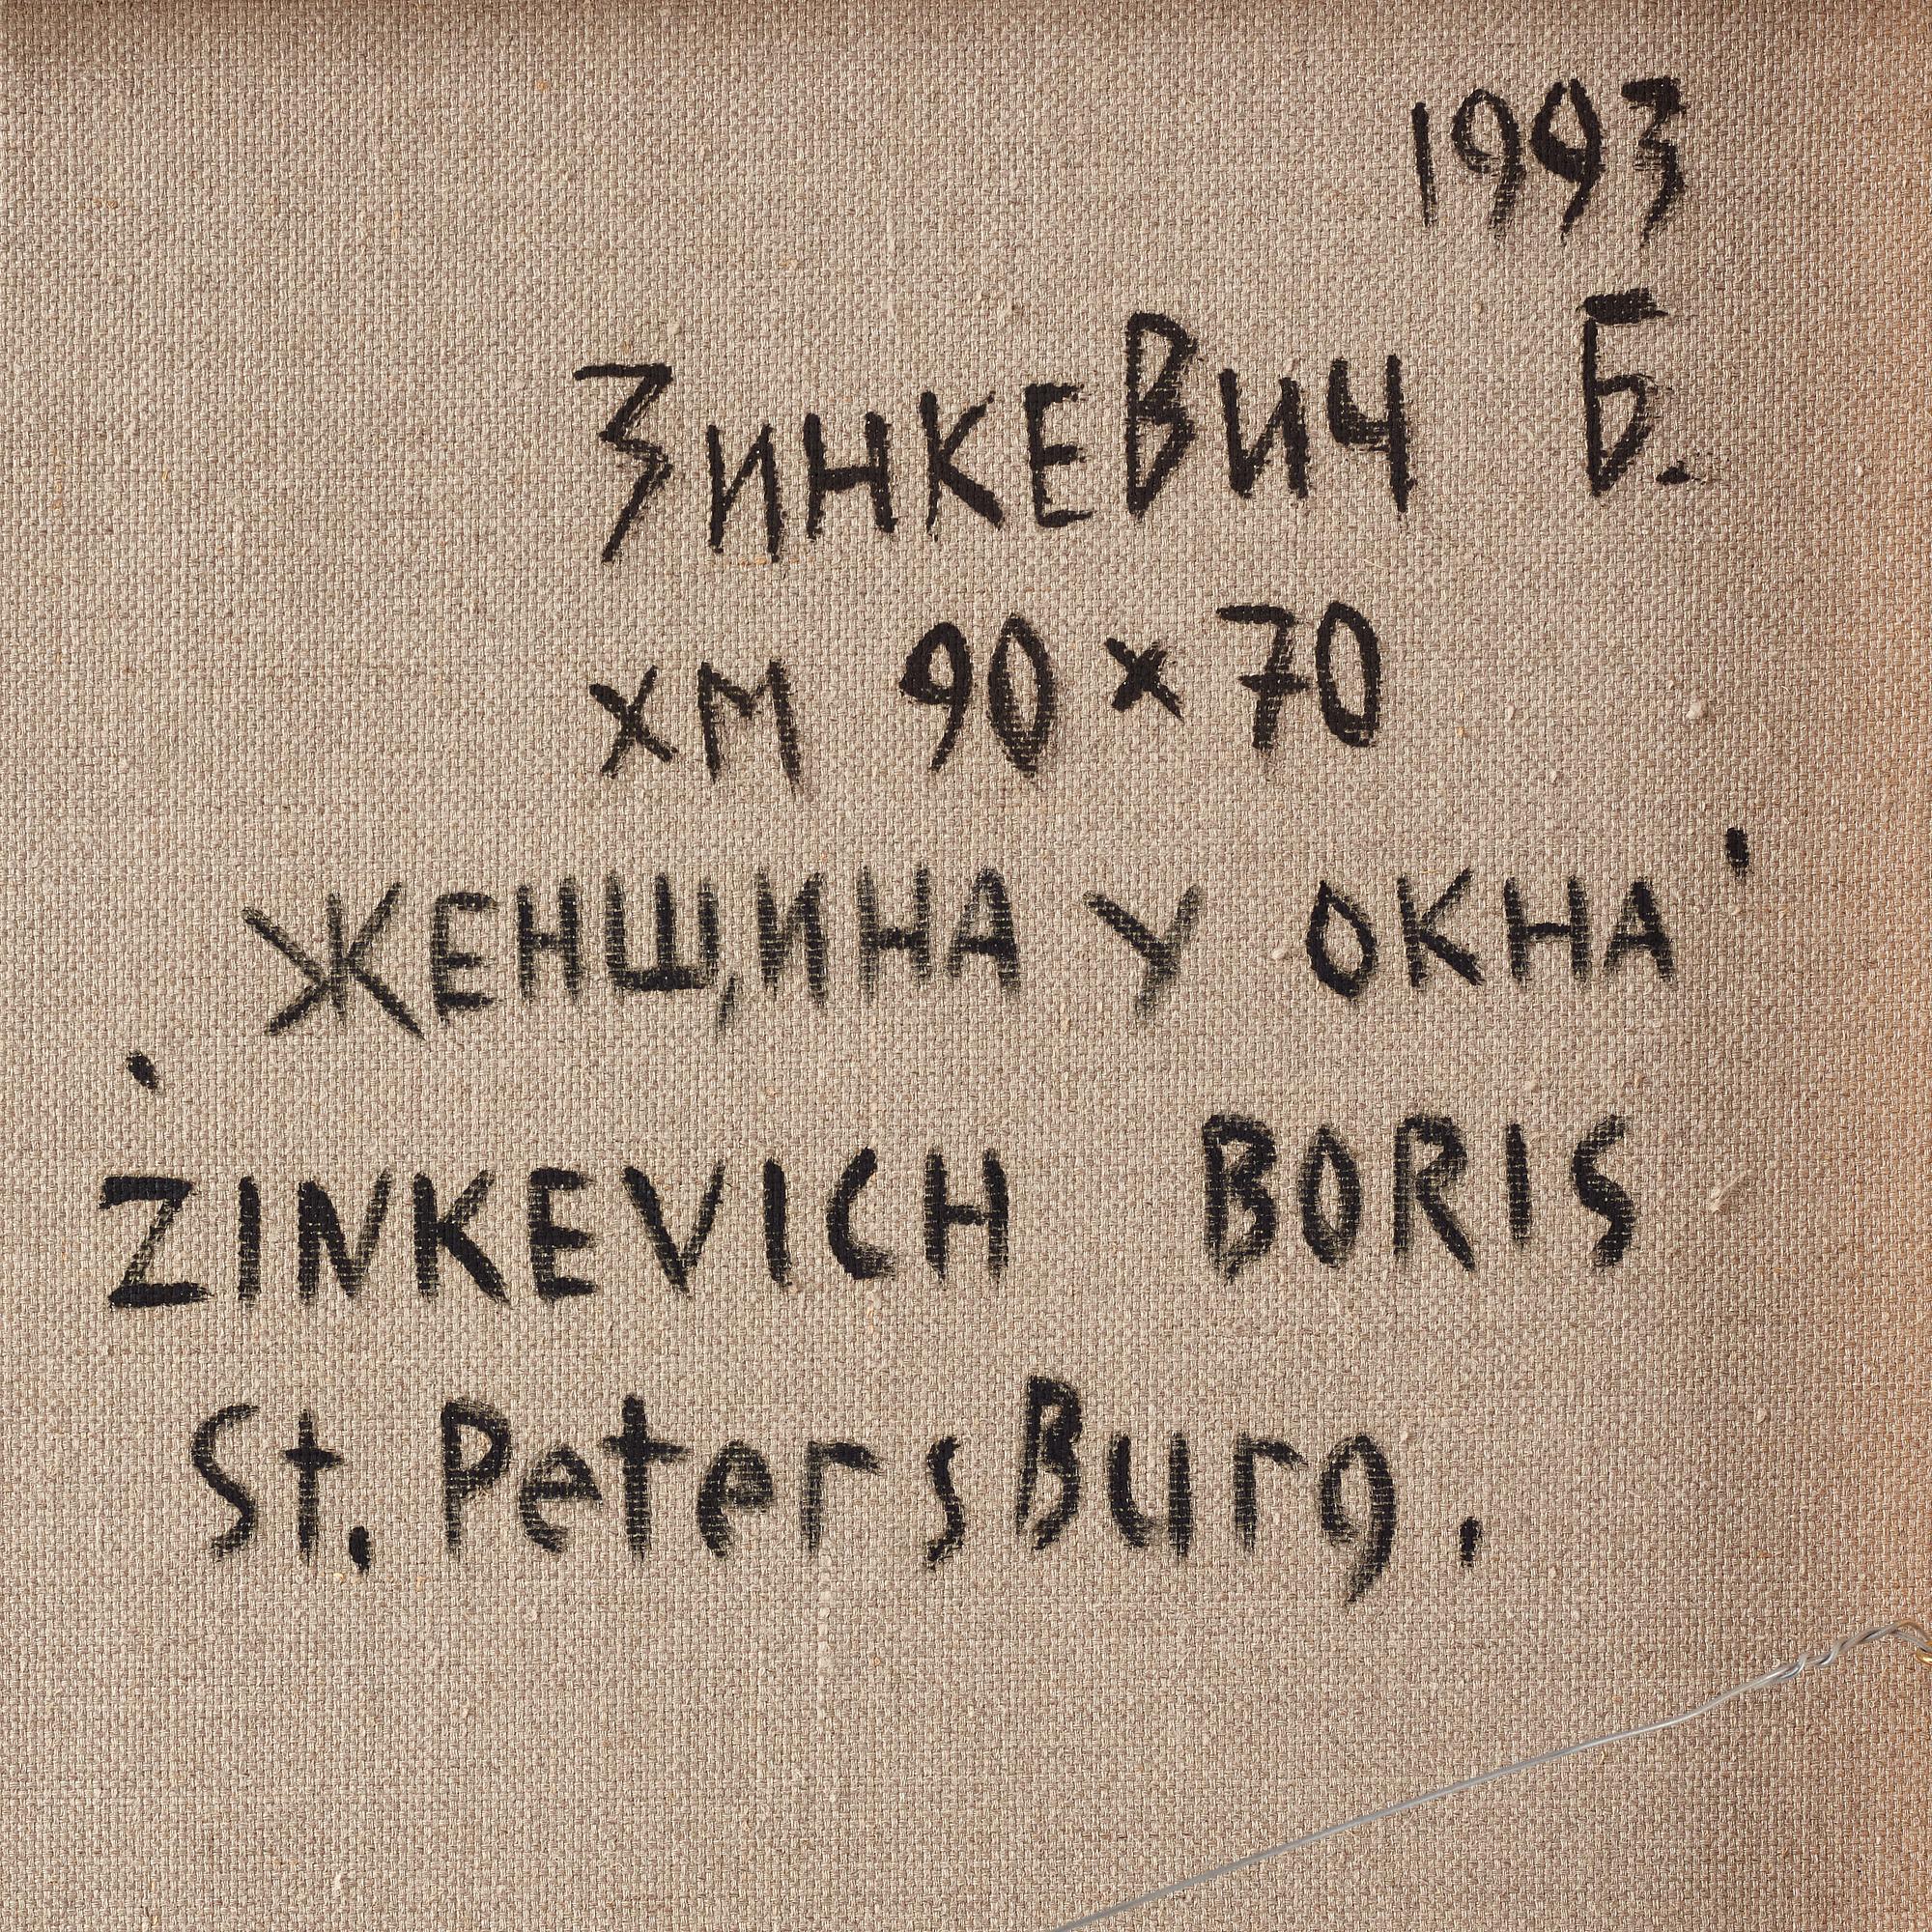 1993
ЗИНКЕВИЧ Б.
ХМ 90 × 70
'ЖЕНЩИНА У ОКНА'
ZINKEVICH BORIS
St. PetersBurg.